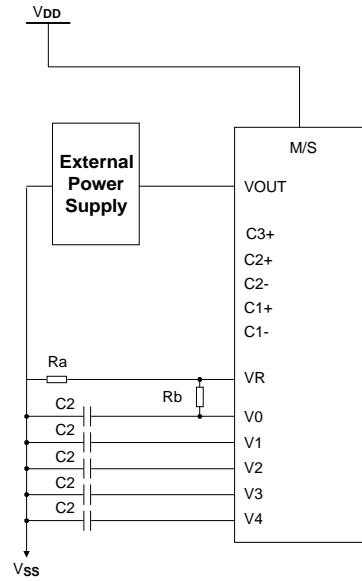 VDD
M/S
External
Power
Supply
VOUT
C3+
C2+
C2-
C1+
C1-
Ra
VR
Rb
C2
V0
C2
V1
C2
V2
C2
V3
C2
V4
VSS